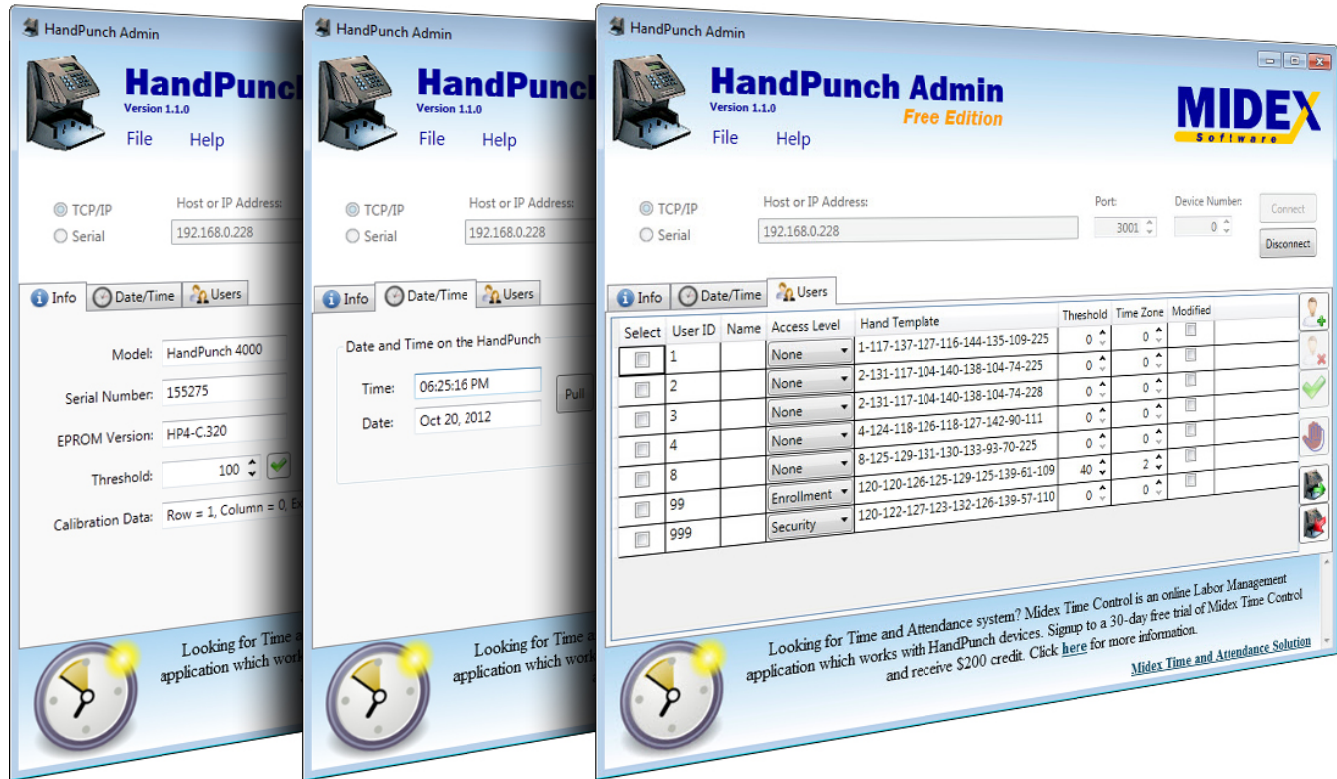 HandPunch Admin
HandPunc
Version 1.1.0
File Help
TCP/IP
Serial
Host or IP Address:
192.168.0.228
Info Date/Time Users
Model: HandPunch 4000
Serial Number: 155275
EPROM Version: HP4-C.320
Threshold: 100
Calibration Data: Row = 1, Column = 0, Ex
Looking for Time a
application which work
HandPunch Admin
HandPunc
Version 1.1.0
File Help
TCP/IP
Serial
Host or IP Address:
192.168.0.228
Info Date/Time Users
Date and Time on the HandPunch
Time: 06:25:16 PM
Pull
Date: Oct 20, 2012
Looking for Time a
application which work
HandPunch Admin
HandPunch Admin
Version 1.1.0
Free Edition
File Help
MIDEX
Software
TCP/IP
Serial
Host or IP Address:
192.168.0.228
Port:
3001
Device Number:
0
Connect
Disconnect
Info Date/Time Users
Select User ID Name Access Level Hand Template Threshold Time Zone Modified
1 None 1-117-137-127-116-144-135-109-225 0 0
2 None 2-131-117-104-140-138-104-74-225 0 0
3 None 2-131-117-104-140-138-104-74-228 0 0
4 None 4-124-118-126-118-127-142-90-111 0 0
8 None 8-125-129-131-130-133-93-70-225 0 0
99 Enrollment 120-120-126-125-129-125-139-61-109 40 2
999 Security 120-122-127-123-132-126-139-57-110 0 0
Looking for Time and Attendance system? Midex Time Control is an online Labor Management
application which works with HandPunch devices. Signup to a 30-day free trial of Midex Time Control
and receive $200 credit. Click here for more information.
Midex Time and Attendance Solution